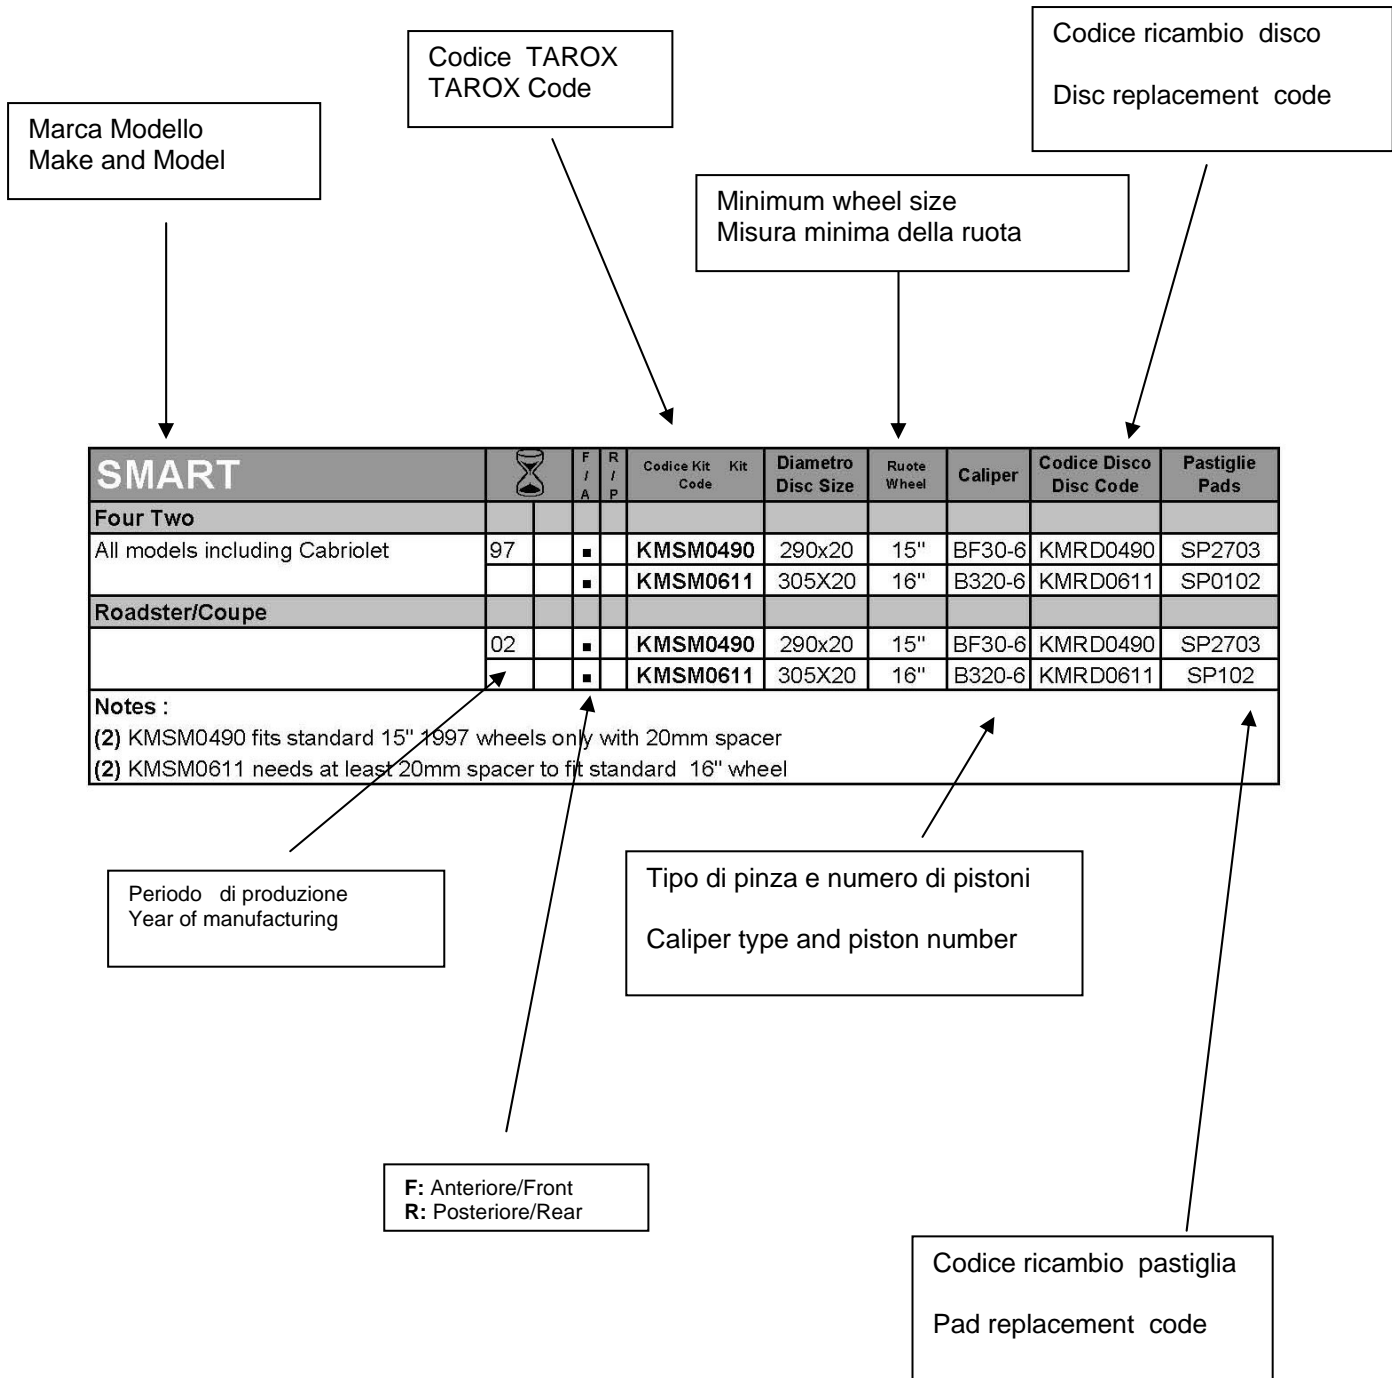 Codice ricambio disco
Disc replacement code
Codice TAROX
TAROX Code
Marca Modello
Make and Model
Minimum wheel size
Misura minima della ruota
SMART F / A R / P Codice Kit Kit Code Diametro Disc Size Ruote Wheel Caliper Codice Disco Disc Code Pastiglie Pads
Four Two
All models including Cabriolet 97 ▪ KMSM0490 290x20 15" BF30-6 KMRD0490 SP2703
▪ KMSM0611 305X20 16" B320-6 KMRD0611 SP0102
Roadster/Coupe
02 ▪ KMSM0490 290x20 15" BF30-6 KMRD0490 SP2703
▪ KMSM0611 305X20 16" B320-6 KMRD0611 SP102
Notes :
(2) KMSM0490 fits standard 15" 1997 wheels only with 20mm spacer
(2) KMSM0611 needs at least 20mm spacer to fit standard 16" wheel
Periodo di produzione
Year of manufacturing
Tipo di pinza e numero di pistoni
Caliper type and piston number
F: Anteriore/Front
R: Posteriore/Rear
Codice ricambio pastiglia
Pad replacement code